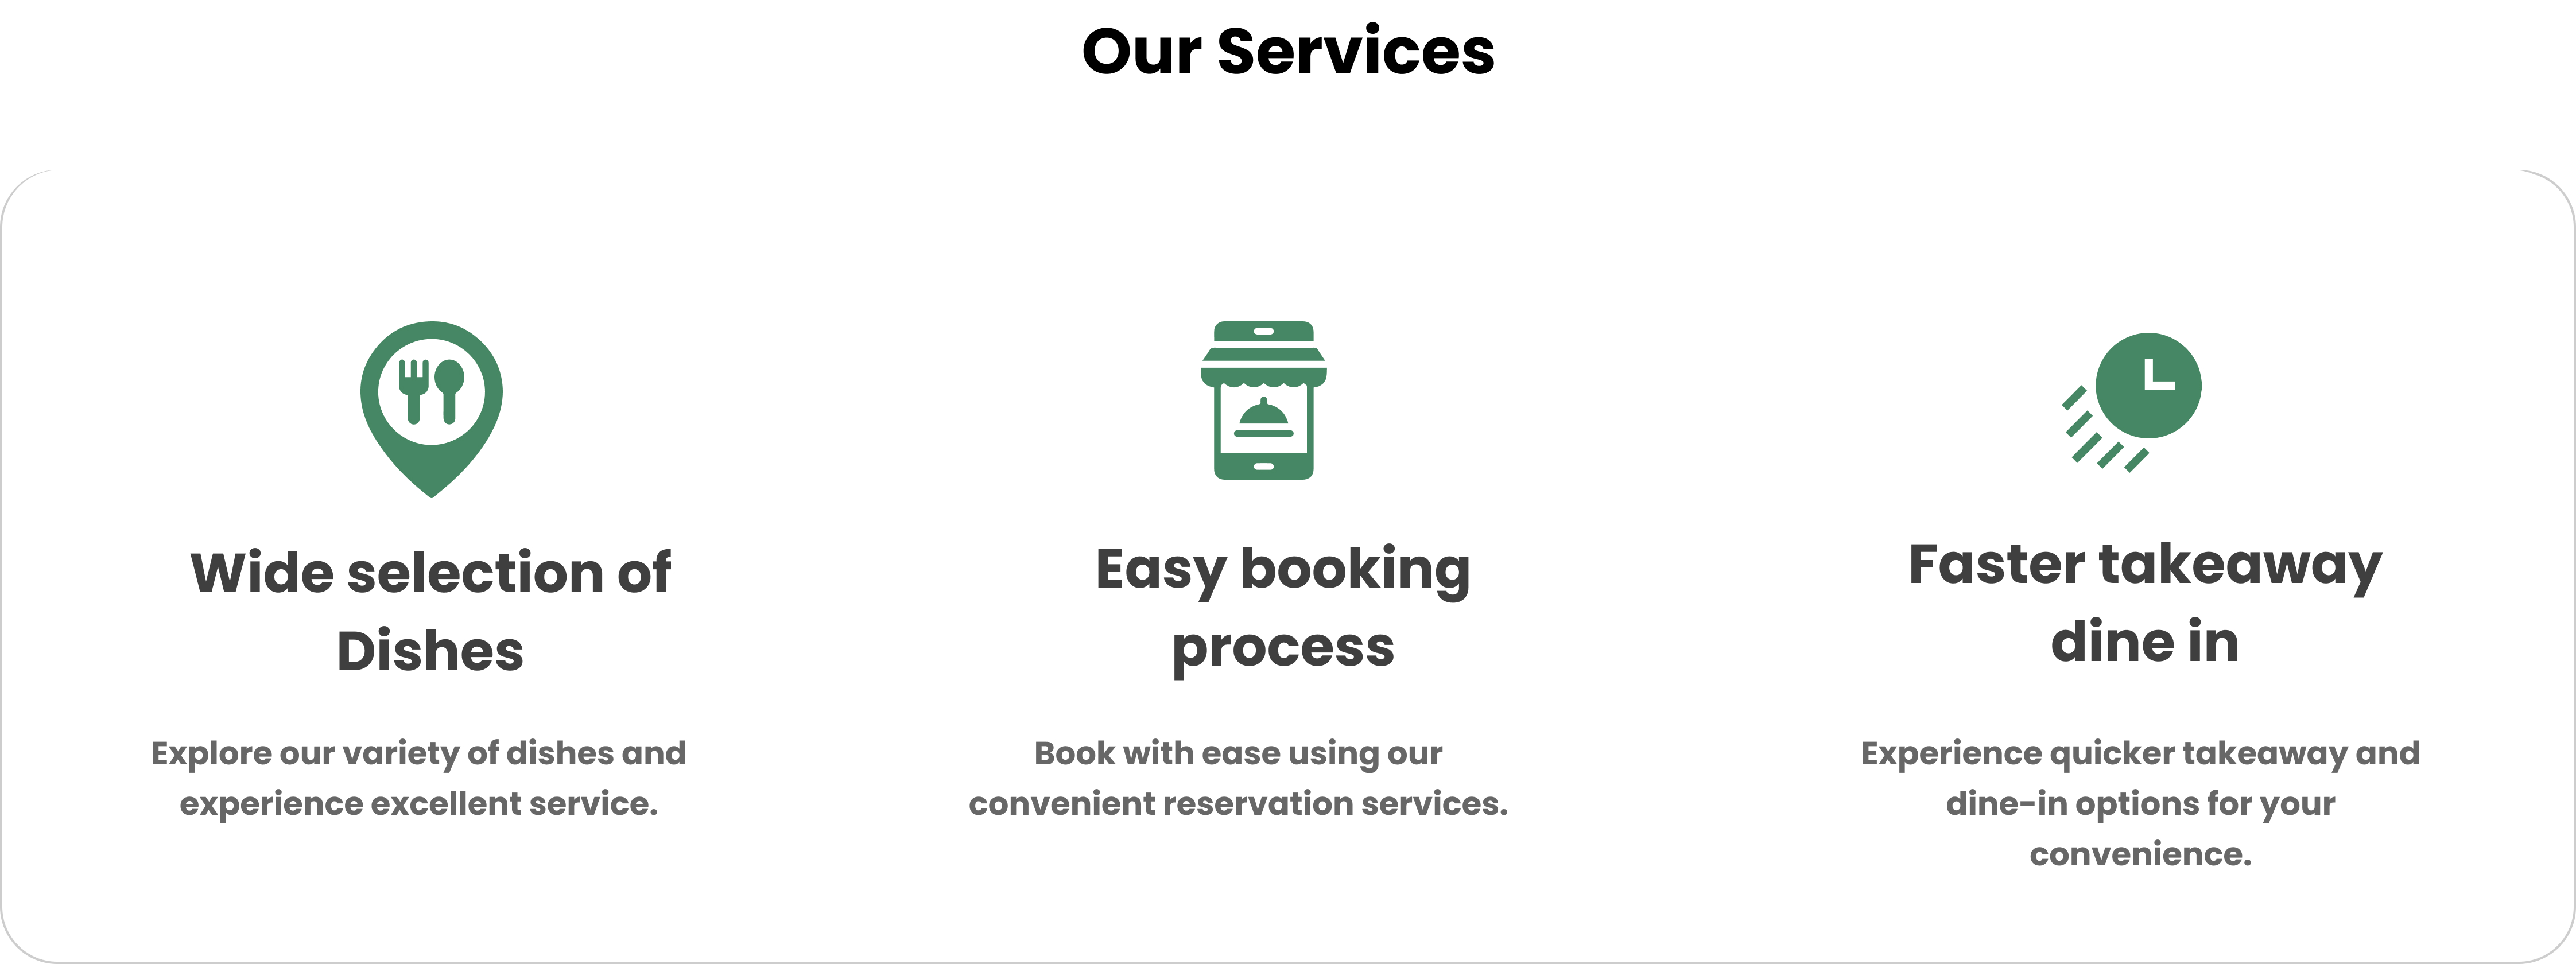 Our Services
Wide selection of
Dishes
Explore our variety of dishes and
experience excellent service.
Easy booking
process
Book with ease using our
convenient reservation services.
Faster takeaway
dine in
Experience quicker takeaway and
dine-in options for your
convenience.